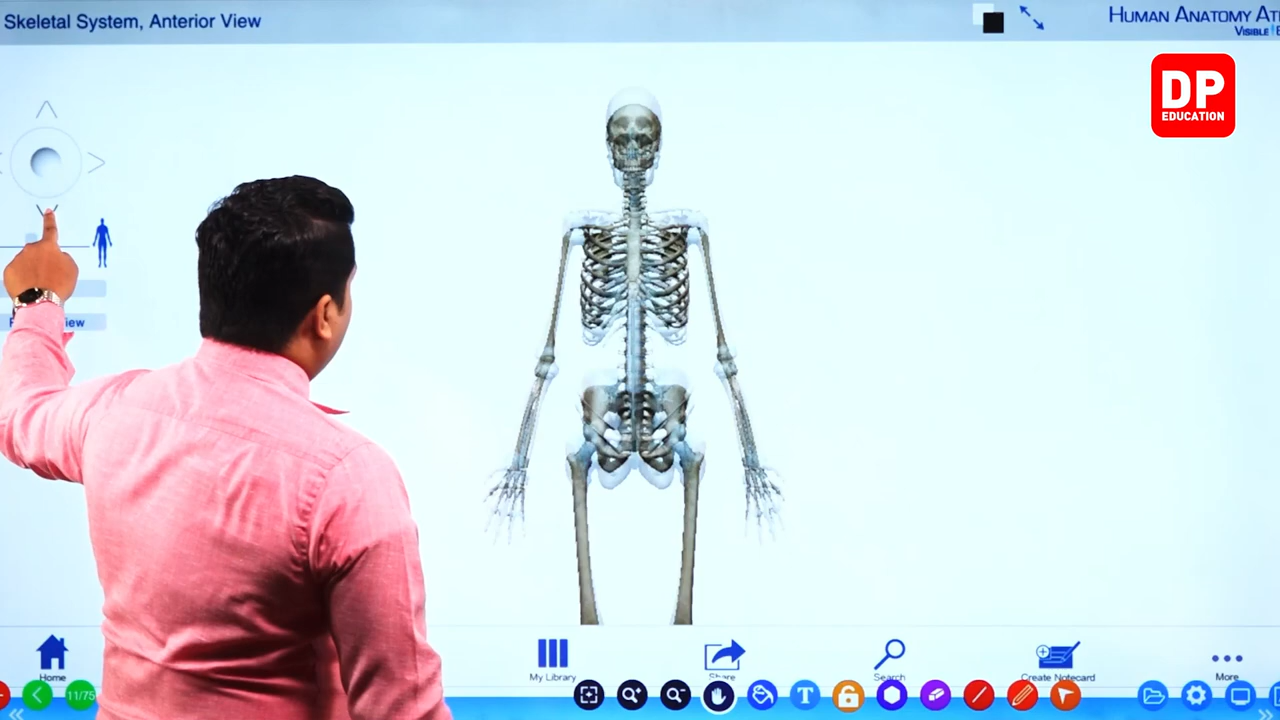 Skeletal System, Anterior View
HUMAN ANATOMY
VISIBLE
DP
EDUCATION
Home
My Library
Share
Search
Create Notecard
More
11/75
T